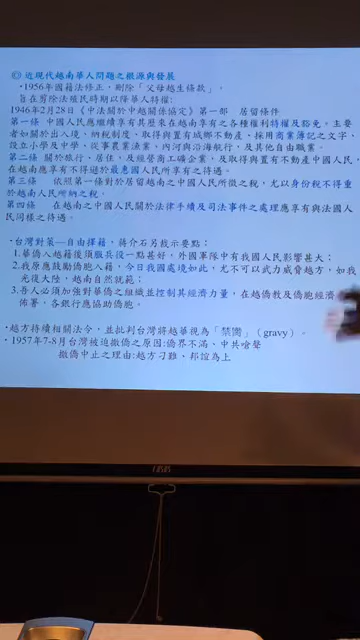 ◎ 近現代越南華人問題之根源與發展
・1956年國籍法修正，刪除「父母越生條款」，
旨在剪除法殖民時期以降華人特權：
1946年2月28日《中法關於中越關係協定》第一部 居留條件
第一條 中國人民應繼續享有其歷來在越南享有之各種權利特權及豁免，主要
者如關於出入境、納稅制度、取得與置有城鄉不動產、採用商業簿記之文字、
設立小學及中學，從事農業漁業，內河與沿海航行，及其他自由職業。
第二條 關於旅行，居住，及經營商工礦企業，及取得與置有不動產中國人民，
在越南應享有不得遜於最惠國人民所享有之待遇。
第三條 依照第一條對於居留越南之中國人民所徵之稅，尤以身份稅不得重
於越南人民所納之稅。
第四條 在越南之中國人民關於法律手續及司法事件之處理應享有與法國人
民同樣之待遇。
・台灣對策—自由擇籍，蔣介石另指示要點：
1.華僑入越籍後須服兵役一點甚好，外國軍隊中有我國人民影響甚大；
2.我原應鼓勵僑胞入籍，今日我國處境如此，尤不可以武力威脅越方，如我
光復大陸，越南自然就範；
3.吾人必須加強對華僑之組織並控制其經濟力量，在越僑教及僑胞經濟
佈署，各銀行應協助僑胞。
・越方持續相關法令，並批判台灣將越華視為「禁臠」（gravy）。
・1957年7-8月台灣被迫撤僑之原因：僑界不滿、中共嗆聲
撤僑中止之理由：越方刁難、邦誼為上
ASUS